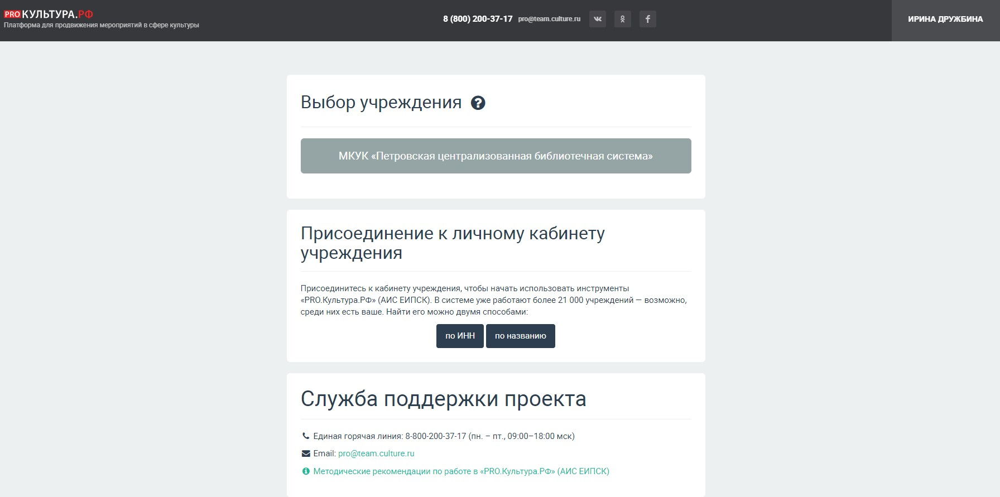 PRO КУЛЬТУРА.РФ
Платформа для продвижения мероприятий в сфере культуры
8 (800) 200-37-17 pro@team.culture.ru
ИРИНА ДРУЖБИНА
Выбор учреждения
МКУК «Петровская централизованная библиотечная система»
Присоединение к личному кабинету
учреждения
Присоединитесь к кабинету учреждения, чтобы начать использовать инструменты
«PRO.Культура.РФ» (АИС ЕИПСК). В системе уже работают более 21 000 учреждений — возможно,
среди них есть ваше. Найти его можно двумя способами:
по ИНН по названию
Служба поддержки проекта
Единая горячая линия: 8-800-200-37-17 (пн. – пт., 09:00–18:00 мск)
Email: pro@team.culture.ru
Методические рекомендации по работе в «PRO.Культура.РФ» (АИС ЕИПСК)